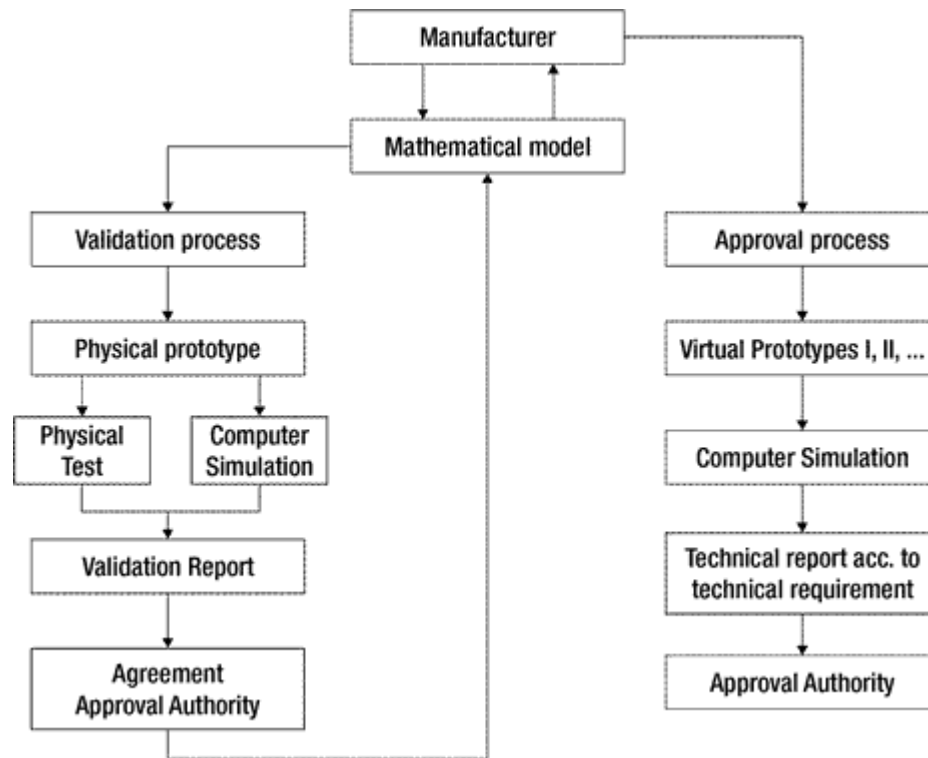 Manufacturer
Mathematical model
Validation process
Approval process
Physical prototype
Virtual Prototypes I, II, ...
Physical
Test
Computer
Simulation
Computer Simulation
Validation Report
Technical report acc. to
technical requirement
Agreement
Approval Authority
Approval Authority